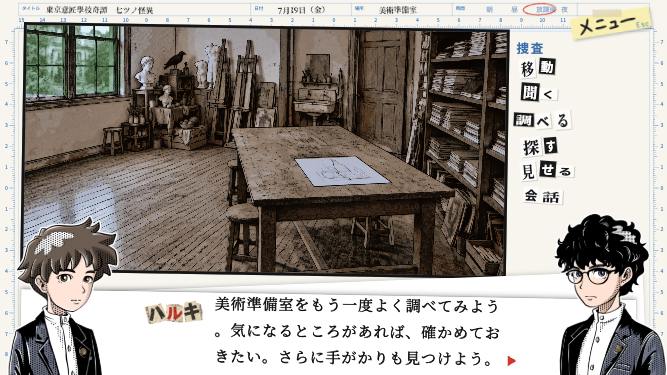 タイトル 東京意匠學校奇譚 七ツノ怪異 日付 7月19日（金） 場所 美術準備室 時間 朝 昼 放課後 夜
メニュー Esc
捜査
移動
聞く
調べる
探す
見せる
会話
ハルキ
美術準備室をもう一度よく調べてみよう
。気になるところがあれば、確かめてお
きたい。さらに手がかりも見つけよう。